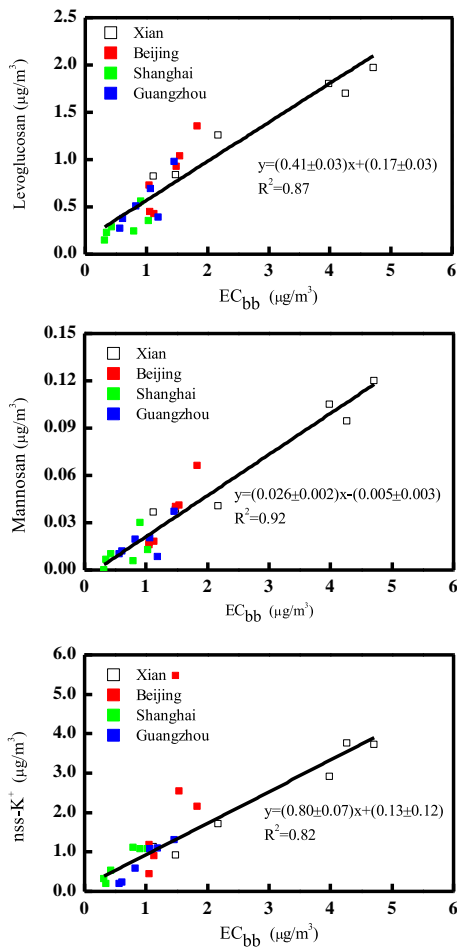 2.5
Xian
Beijing
Shanghai
Guangzhou
2.0
1.5
1.0
0.5
0.0
Levoglucosan (μg/m³)
y=(0.41±0.03)x+(0.17±0.03)
R²=0.87
0 1 2 3 4 5 6
EC_bb (μg/m³)
0.15
Xian
Beijing
Shanghai
Guangzhou
0.12
0.09
0.06
0.03
0.00
Mannosan (μg/m³)
y=(0.026±0.002)x-(0.005±0.003)
R²=0.92
0 1 2 3 4 5 6
EC_bb (μg/m³)
6.0
Xian
Beijing
Shanghai
Guangzhou
5.0
4.0
3.0
2.0
1.0
0.0
nss-K⁺ (μg/m³)
y=(0.80±0.07)x+(0.13±0.12)
R²=0.82
0 1 2 3 4 5 6
EC_bb (μg/m³)